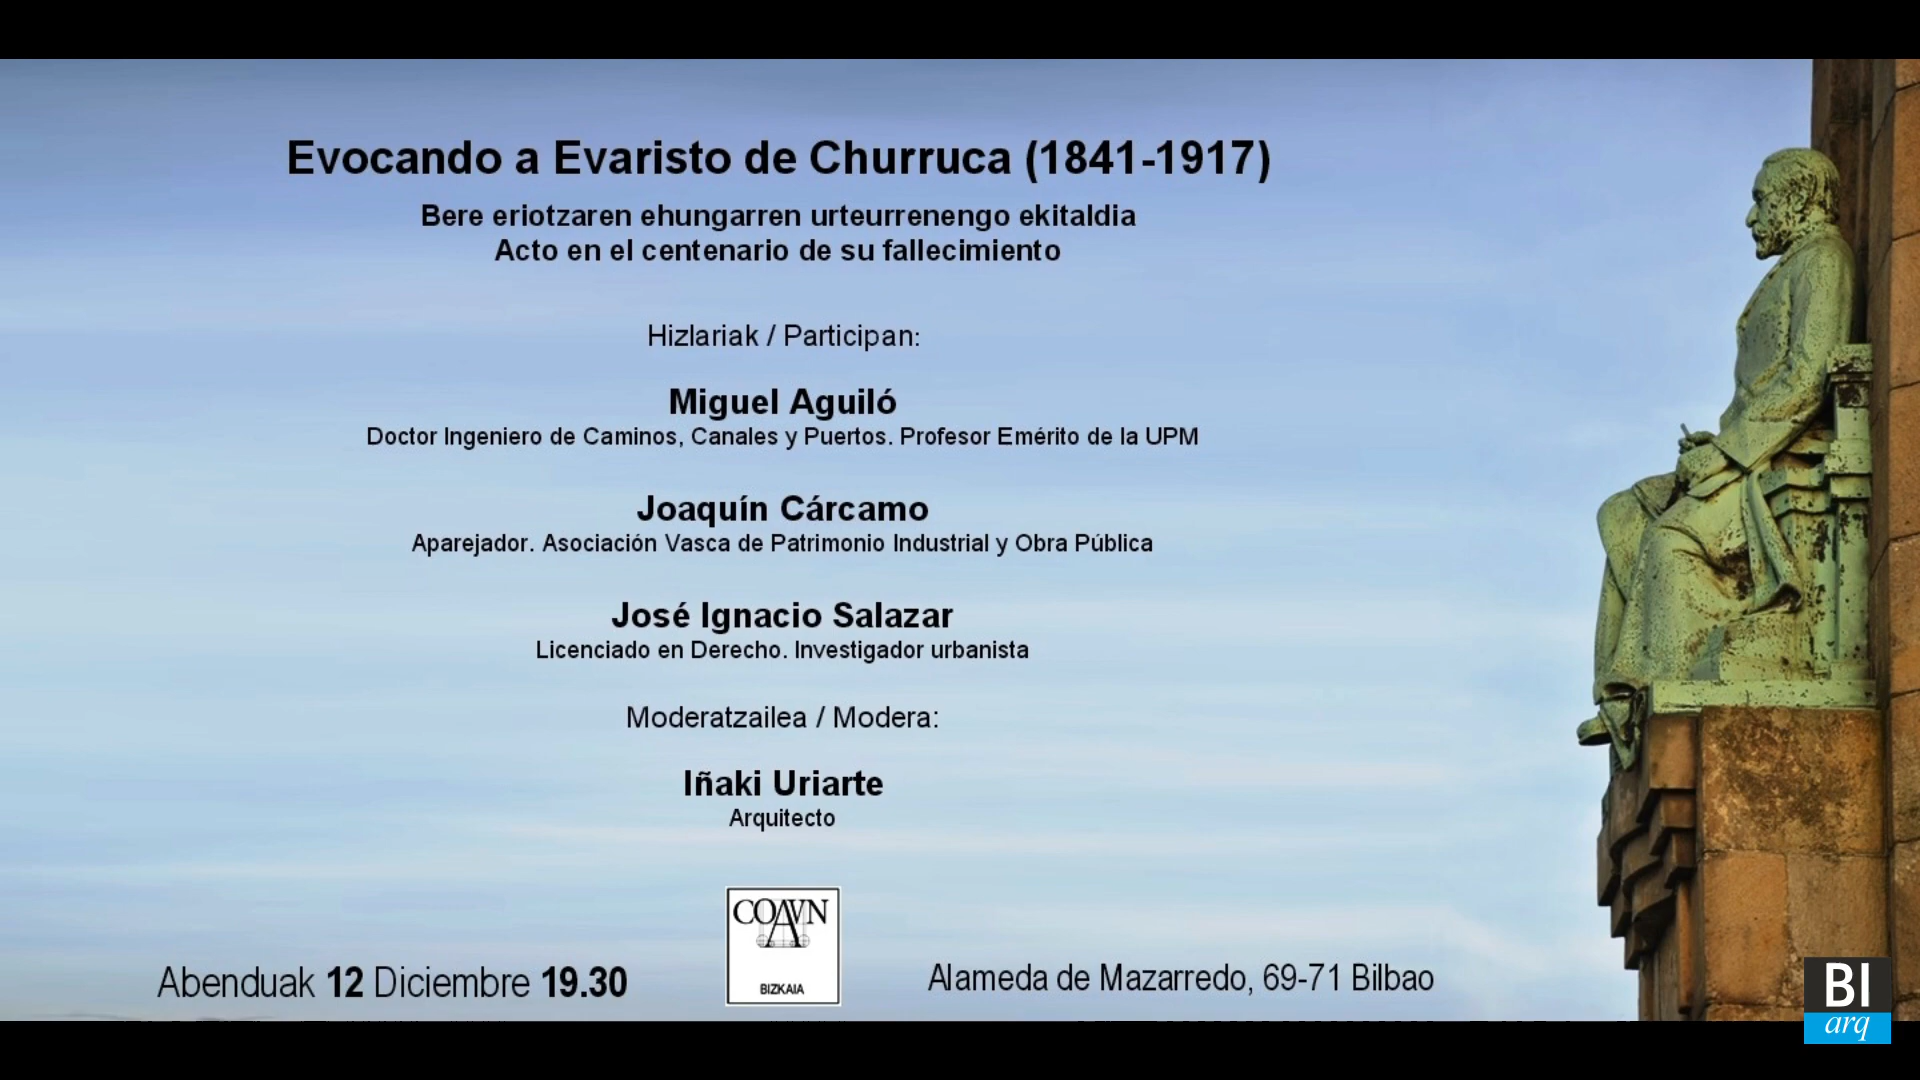 Evocando a Evaristo de Churruca (1841-1917)
Bere eriotzaren ehungarren urteurrenengo ekitaldia
Acto en el centenario de su fallecimiento
Hizlariak / Participan:
Miguel Aguiló
Doctor Ingeniero de Caminos, Canales y Puertos. Profesor Emérito de la UPM
Joaquín Cárcamo
Aparejador. Asociación Vasca de Patrimonio Industrial y Obra Pública
José Ignacio Salazar
Licenciado en Derecho. Investigador urbanista
Moderatzailea / Modera:
Iñaki Uriarte
Arquitecto
COAVN
BIZKAIA
Abenduak 12 Diciembre 19.30
Alameda de Mazarredo, 69-71 Bilbao
BI
arq